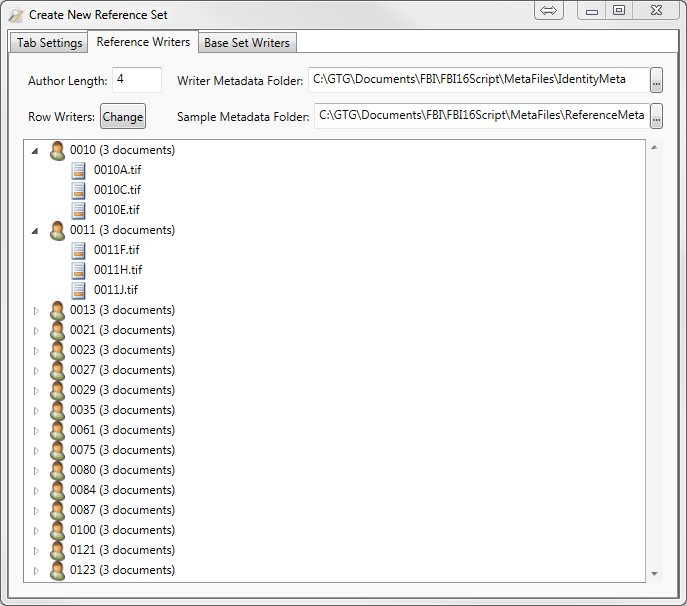 Create New Reference Set
Tab Settings Reference Writers Base Set Writers
Author Length: 4 Writer Metadata Folder: C:\GTG\Documents\FBI\FBI16Script\MetaFiles\IdentityMeta ...
Row Writers: Change Sample Metadata Folder: C:\GTG\Documents\FBI\FBI16Script\MetaFiles\ReferenceMeta ...
0010 (3 documents)
0010A.tif
0010C.tif
0010E.tif
0011 (3 documents)
0011F.tif
0011H.tif
0011J.tif
0013 (3 documents)
0021 (3 documents)
0023 (3 documents)
0027 (3 documents)
0029 (3 documents)
0035 (3 documents)
0061 (3 documents)
0075 (3 documents)
0080 (3 documents)
0084 (3 documents)
0087 (3 documents)
0100 (3 documents)
0121 (3 documents)
0123 (3 documents)